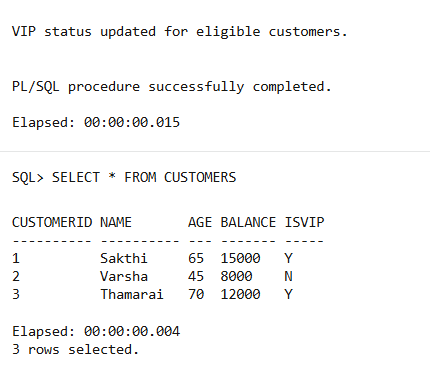 VIP status updated for eligible customers.
PL/SQL procedure successfully completed.
Elapsed: 00:00:00.015
SQL> SELECT * FROM CUSTOMERS
CUSTOMERID NAME       AGE BALANCE ISVIP
---------- ---------- --- ------- -----
1          Sakthi     65  15000   Y
2          Varsha     45  8000    N
3          Thamarai   70  12000   Y
Elapsed: 00:00:00.004
3 rows selected.